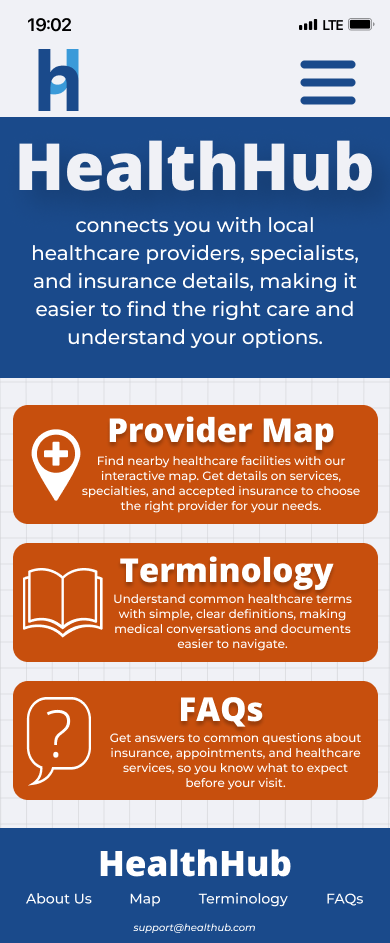 19:02 LTE
h
HealthHub
connects you with local
healthcare providers, specialists,
and insurance details, making it
easier to find the right care and
understand your options.
Provider Map
Find nearby healthcare facilities with our
interactive map. Get details on services,
specialties, and accepted insurance to choose
the right provider for your needs.
Terminology
Understand common healthcare terms
with simple, clear definitions, making
medical conversations and documents
easier to navigate.
?
FAQs
Get answers to common questions about
insurance, appointments, and healthcare
services, so you know what to expect
before your visit.
HealthHub
About Us Map Terminology FAQs
support@healthub.com